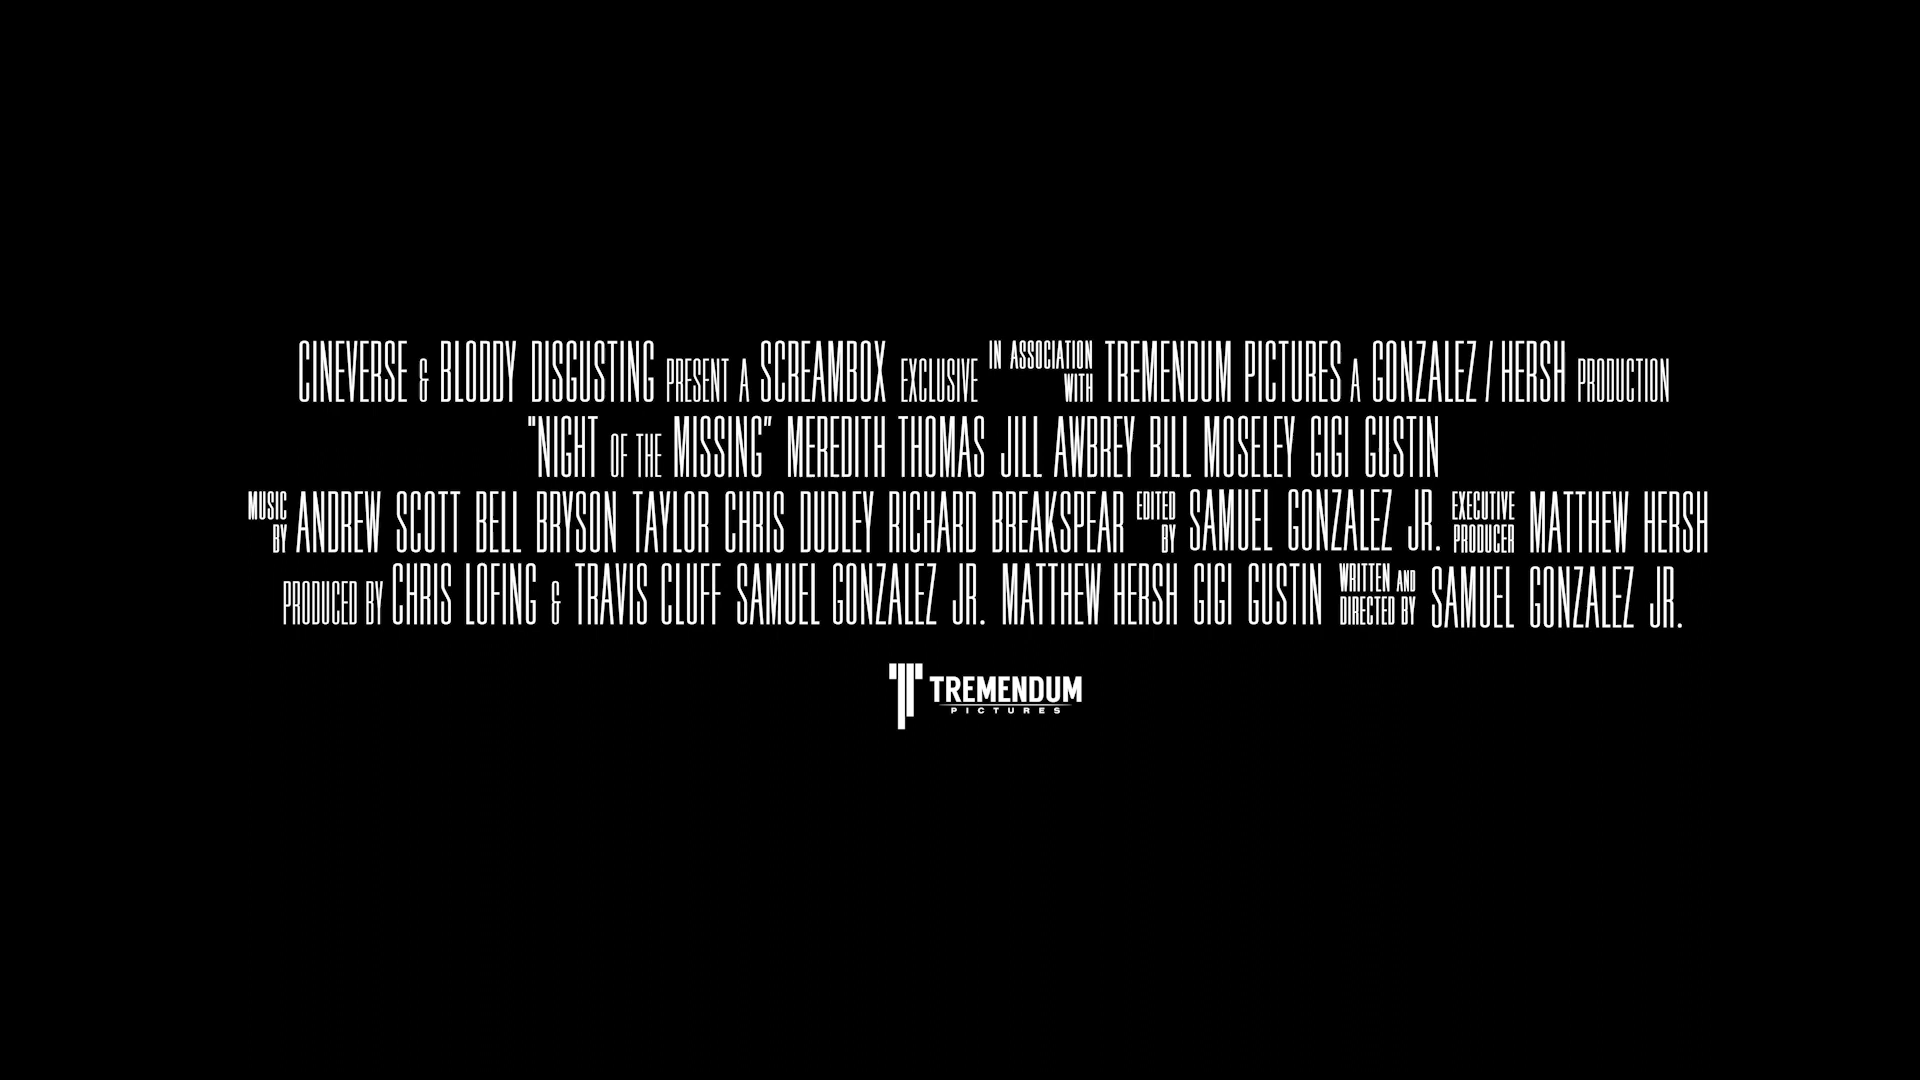 CINEVERSE & BLODDY DISGUSTING PRESENT A SCREAMBOX EXCLUSIVE IN ASSOCIATION WITH TREMENDUM PICTURES A GONZALEZ / HERSH PRODUCTION
"NIGHT OF THE MISSING" MEREDITH THOMAS JILL AWBREY BILL MOSELEY GIGI GUSTIN
MUSIC BY ANDREW SCOTT BELL BRYSON TAYLOR CHRIS DUDLEY RICHARD BREAKSPEAR EDITED BY SAMUEL GONZALEZ JR. EXECUTIVE PRODUCER MATTHEW HERSH
PRODUCED BY CHRIS LOFING & TRAVIS CLUFF SAMUEL GONZALEZ JR. MATTHEW HERSH GIGI GUSTIN WRITTEN AND DIRECTED BY SAMUEL GONZALEZ JR.
TREMENDUM
PICTURES